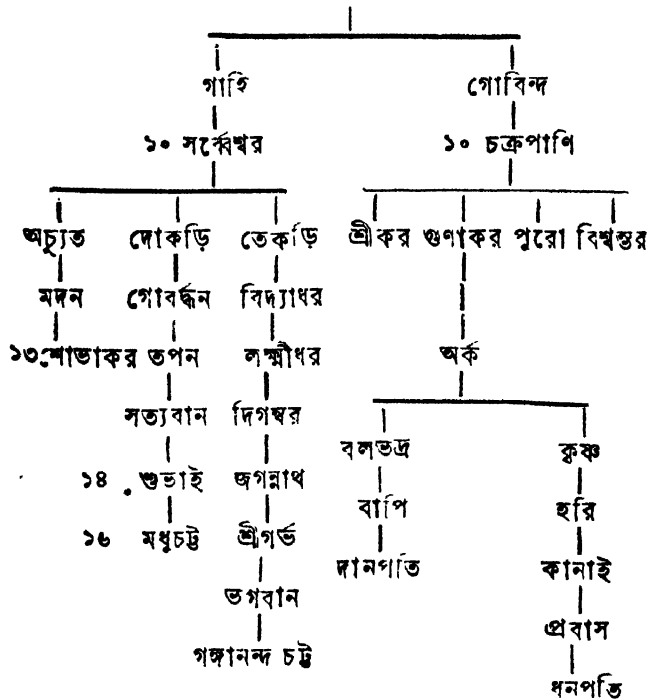 গাহি গোবিন্দ
১০ সর্ব্বেশ্বর ১০ চক্রপাণি
অচ্যুত দোকড়ি তেকড়ি শ্রীকর গুণাকর পুরো বিশ্বম্ভর
মদন গোবর্দ্ধন বিদ্যাধর
১৩শোভাকর তপন লক্ষ্মীধর অর্ক
সত্যবান দিগম্বর
বলভদ্র কৃষ্ণ
১৪ শুভাই জগন্নাথ
বাপি হরি
১৬ মধুচট্ট শ্রীগর্ভ
দানপতি কানাই
ভগবান
প্রবাস
গঙ্গানন্দ চট্ট
ধনপতি